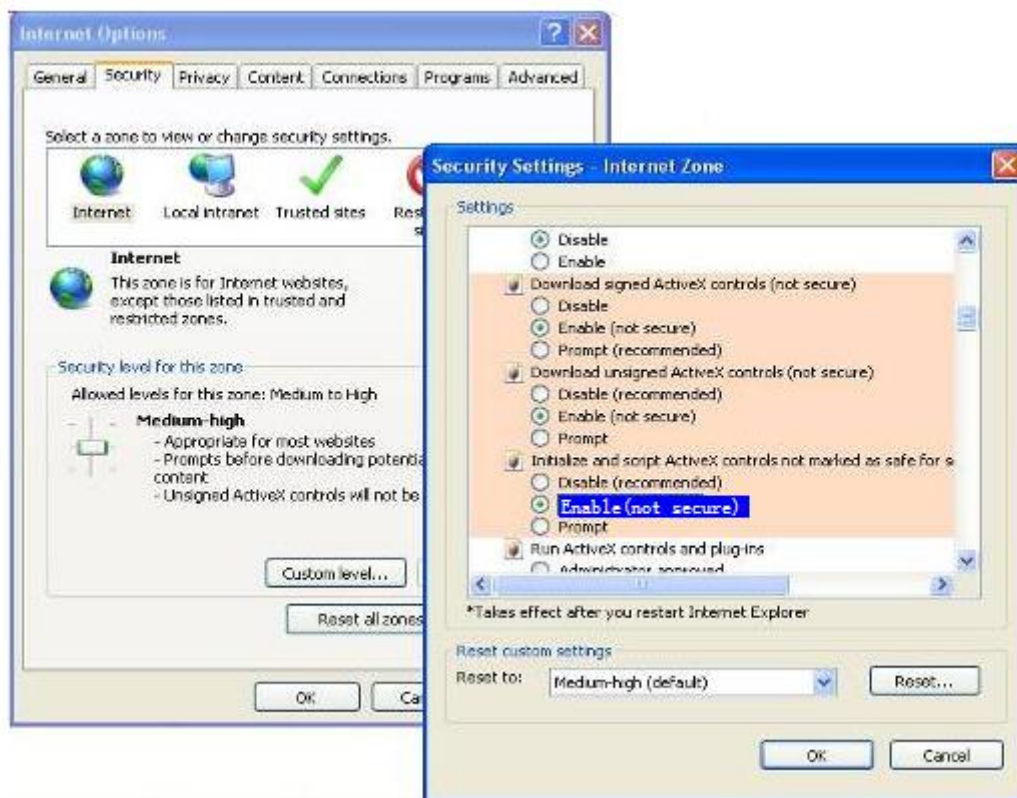 Internet Options
General Security Privacy Content Connections Programs Advanced
Select a zone to view or change security settings.
Internet Local intranet Trusted sites
Internet
This zone is for Internet websites,
except those listed in trusted and
restricted zones.
Security level for this zone
Allowed levels for this zone: Medium to High
Medium-high
- Appropriate for most websites
- Prompts before downloading
content
- Unsigned ActiveX controls will not be
Custom level...
Reset all zones
OK
Security Settings - Internet Zone
Settings
Disable
Enable
Download signed ActiveX controls (not secure)
Disable
Enable (not secure)
Prompt (recommended)
Download unsigned ActiveX controls (not secure)
Disable (recommended)
Enable (not secure)
Prompt
Initialize and script ActiveX controls not marked as safe for s
Disable (recommended)
Enable(not secure)
Prompt
Run ActiveX controls and plug-ins
Administrator approved
*Takes effect after you restart Internet Explorer
Reset custom settings
Reset to: Medium-high (default) Reset...
OK Cancel